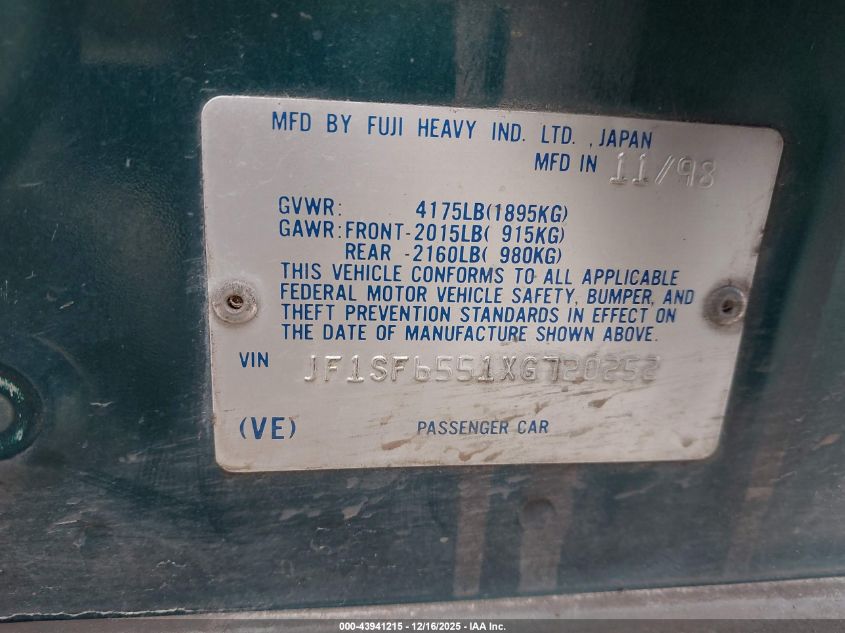 MFD BY FUJI HEAVY IND. LTD. , JAPAN
MFD IN 11/98
GVWR: 4175LB(1895KG)
GAWR:FRONT-2015LB( 915KG)
REAR -2160LB( 980KG)
THIS VEHICLE CONFORMS TO ALL APPLICABLE
FEDERAL MOTOR VEHICLE SAFETY, BUMPER, AND
THEFT PREVENTION STANDARDS IN EFFECT ON
THE DATE OF MANUFACTURE SHOWN ABOVE.
VIN JF1SF6551XG720252
(VE) PASSENGER CAR
000-43941215 - 12/16/2025 - IAA Inc.